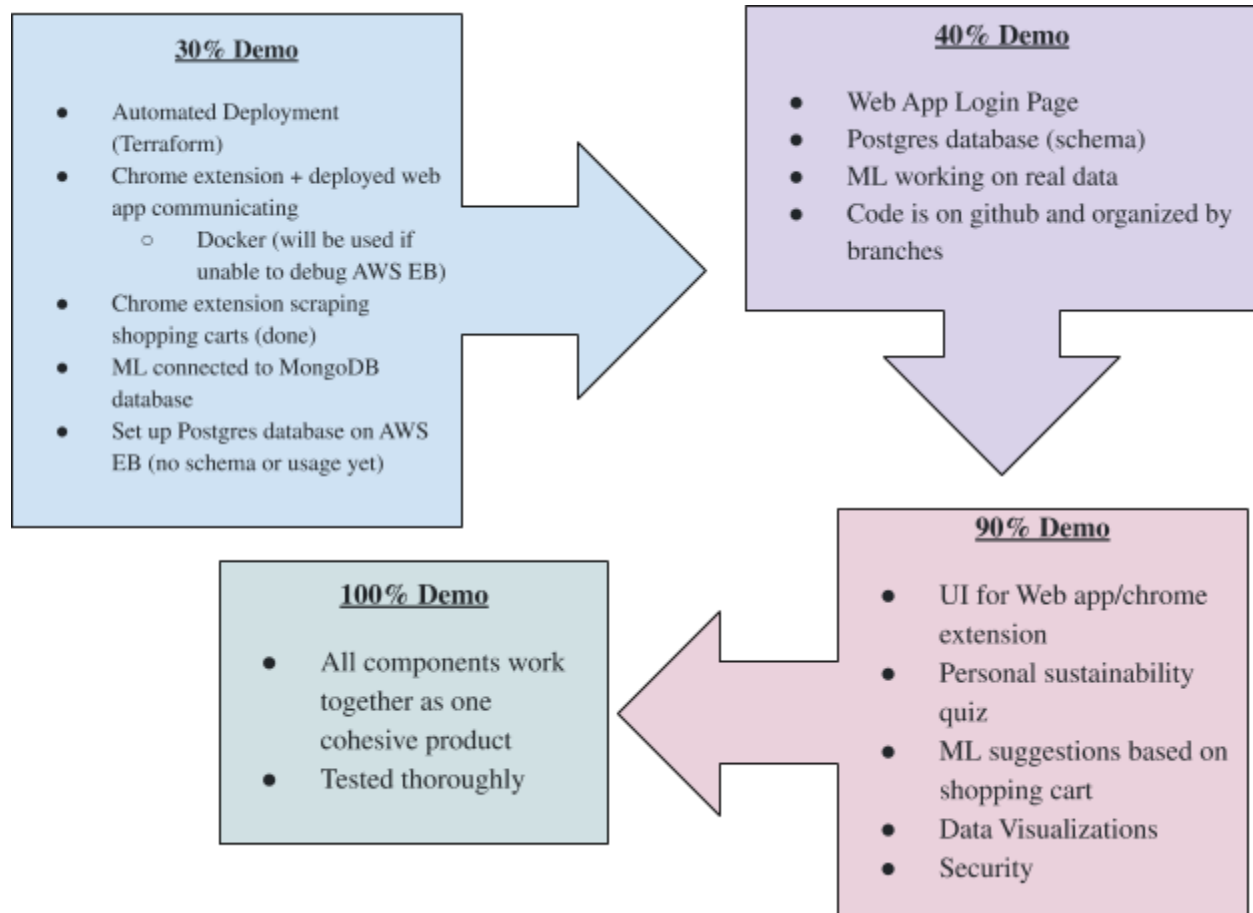 30% Demo
● Automated Deployment
(Terraform)
● Chrome extension + deployed web
app communicating
○ Docker (will be used if
unable to debug AWS EB)
● Chrome extension scraping
shopping carts (done)
● ML connected to MongoDB
database
● Set up Postgres database on AWS
EB (no schema or usage yet)
40% Demo
● Web App Login Page
● Postgres database (schema)
● ML working on real data
● Code is on github and organized by
branches
90% Demo
● UI for Web app/chrome
extension
● Personal sustainability
quiz
● ML suggestions based on
shopping cart
● Data Visualizations
● Security
100% Demo
● All components work
together as one
cohesive product
● Tested thoroughly